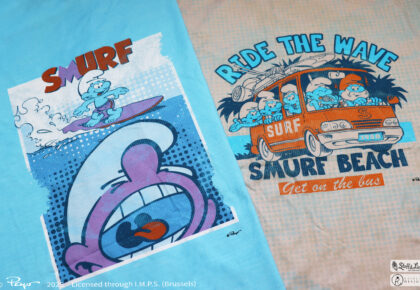 SMURF
RIDE THE WAVE
SURF
SMURF BEACH
Get on the bus
Peyo
Licensed through I.M.P.S. (Brussels)